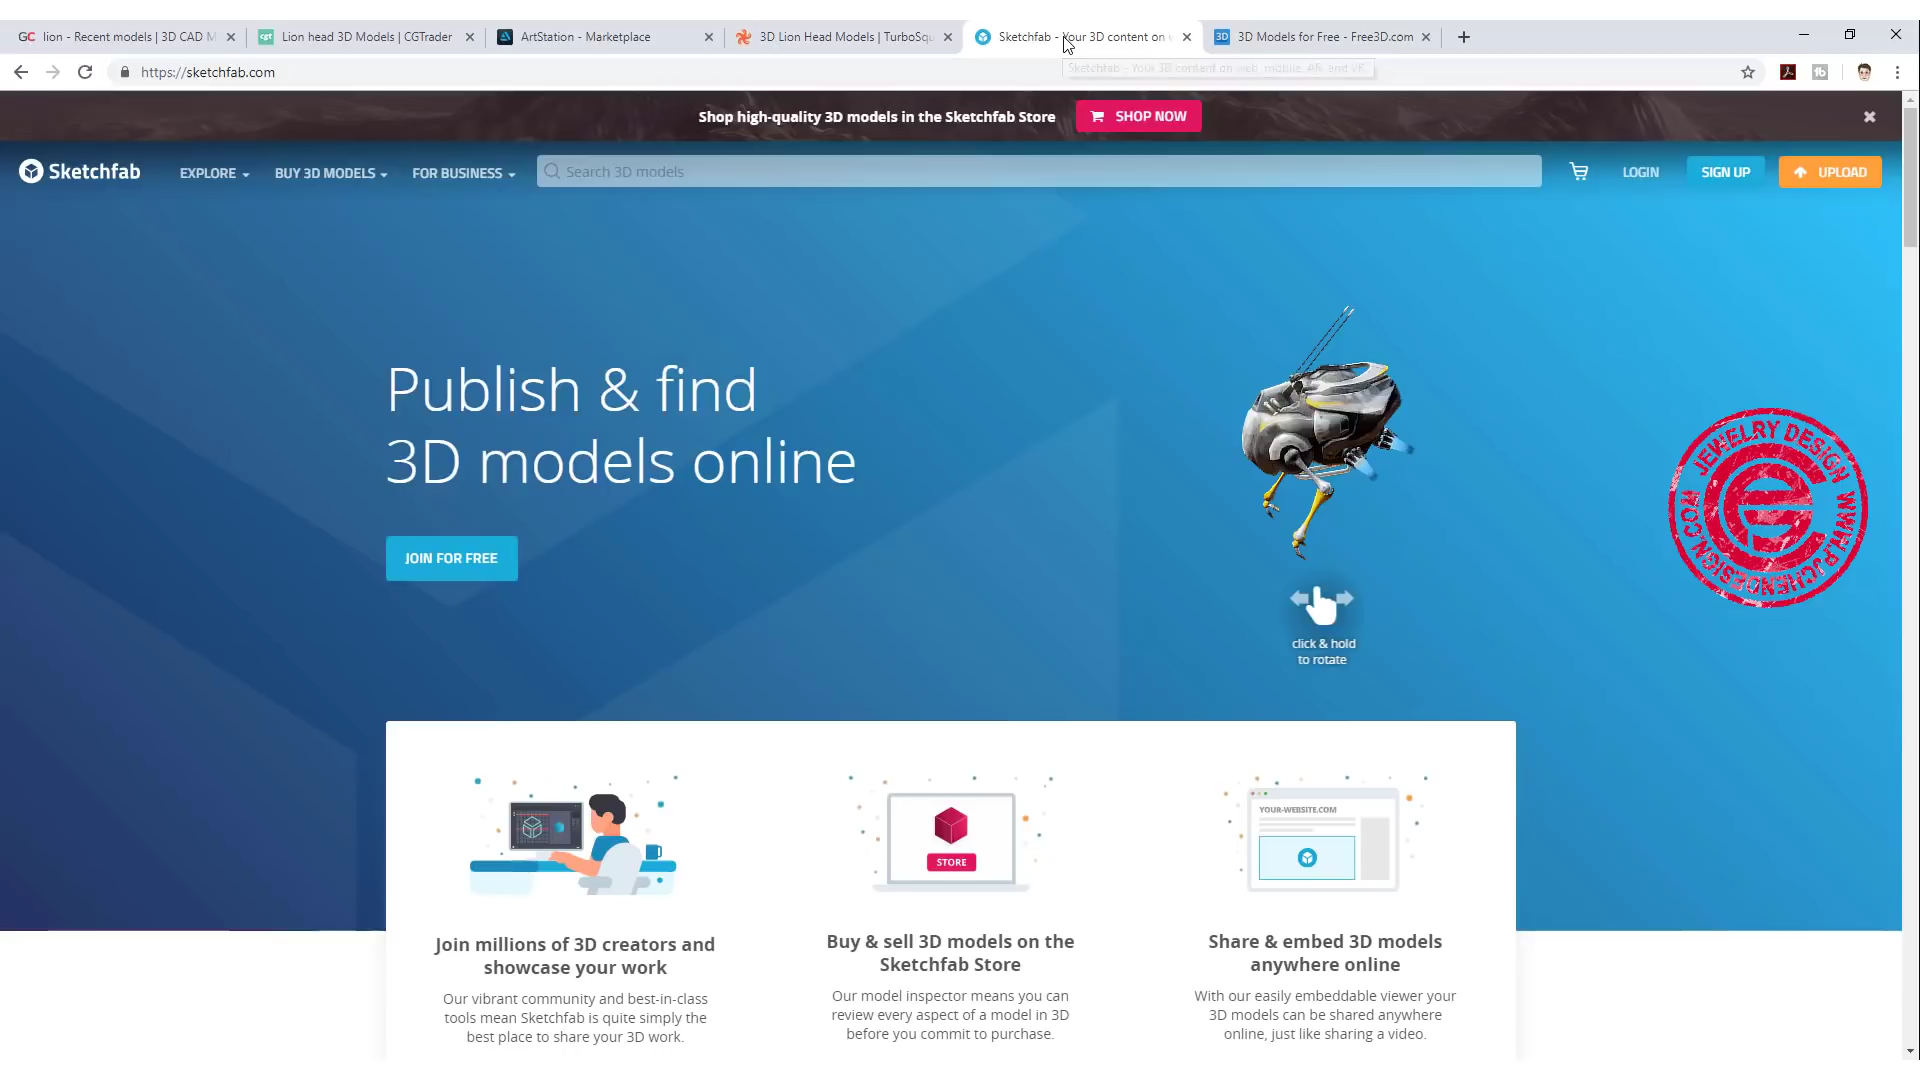 lion - Recent models | 3D CAD M
Lion head 3D Models | CGTrader
ArtStation - Marketplace
3D Lion Head Models | TurboSqu
Sketchfab - Your 3D content on
3D Models for Free - Free3D.com
https://sketchfab.com
Sketchfab - Your 3D content on web, mobile, AR, and VR.
Shop high-quality 3D models in the Sketchfab Store
SHOP NOW
Sketchfab
EXPLORE
BUY 3D MODELS
FOR BUSINESS
Search 3D models
LOGIN
SIGN UP
UPLOAD
Publish & find
3D models online
JOIN FOR FREE
click & hold
to rotate
JEWELRY DESIGN WWW.PJCHENDESIGN.COM
YOUR-WEBSITE.COM
STORE
Join millions of 3D creators and
showcase your work
Our vibrant community and best-in-class
tools mean Sketchfab is quite simply the
best place to share your 3D work.
Buy & sell 3D models on the
Sketchfab Store
Our model inspector means you can
review every aspect of a model in 3D
before you commit to purchase.
Share & embed 3D models
anywhere online
With our easily embeddable viewer your
3D models can be shared anywhere
online, just like sharing a video.